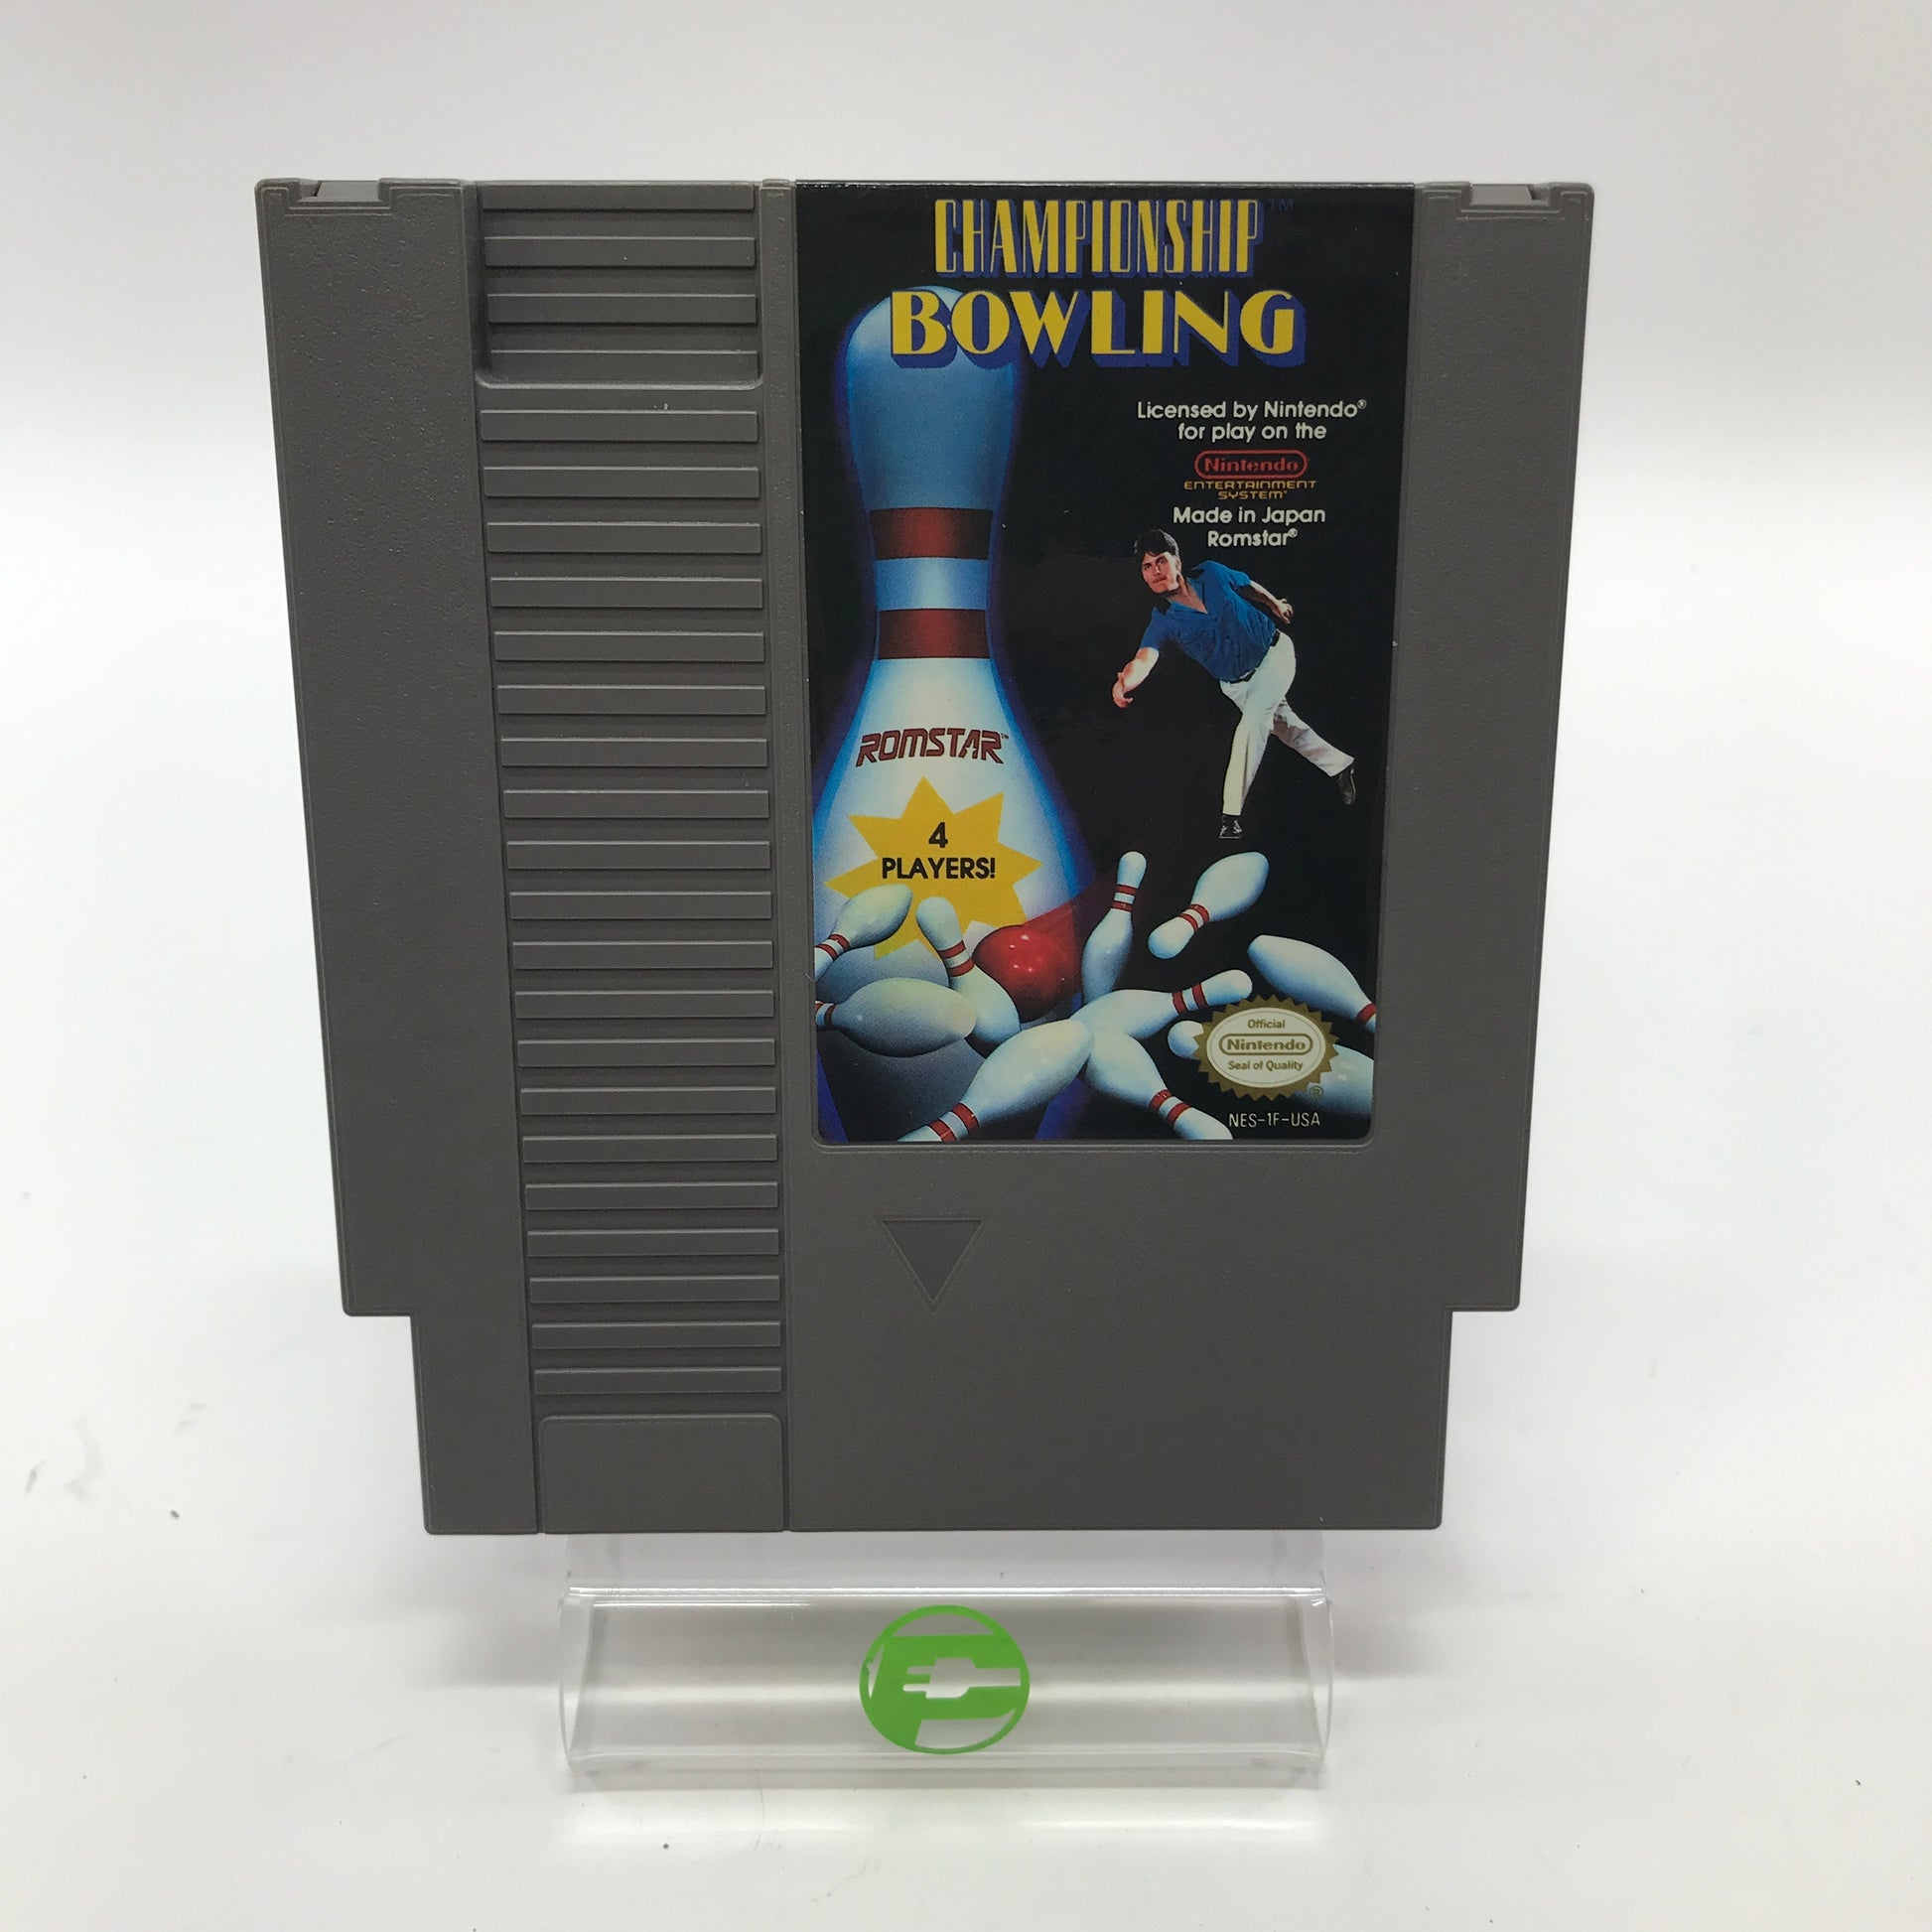 CHAMPIONSHIP™
BOWLING
Licensed by Nintendo®
for play on the
Nintendo
ENTERTAINMENT
SYSTEM®
Made in Japan
Romstar®
ROMSTAR™
4
PLAYERS!
Official
Nintendo
Seal of Quality
®
NES-1F-USA